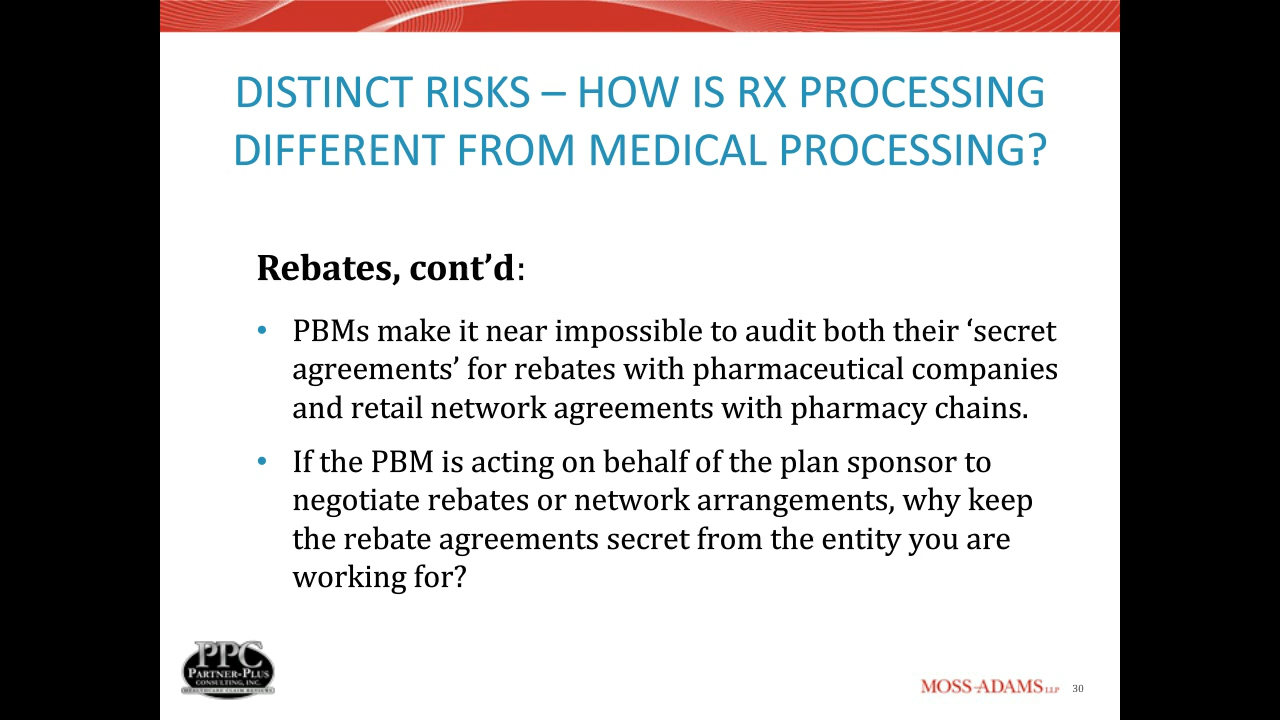 DISTINCT RISKS – HOW IS RX PROCESSING
DIFFERENT FROM MEDICAL PROCESSING?
Rebates, cont’d:
• PBMs make it near impossible to audit both their ‘secret
agreements’ for rebates with pharmaceutical companies
and retail network agreements with pharmacy chains.
• If the PBM is acting on behalf of the plan sponsor to
negotiate rebates or network arrangements, why keep
the rebate agreements secret from the entity you are
working for?
PPC
PARTNER-PLUS
CONSULTING, INC.
HEALTHCARE CLAIM REVIEWS
MOSS-ADAMS LLP
30